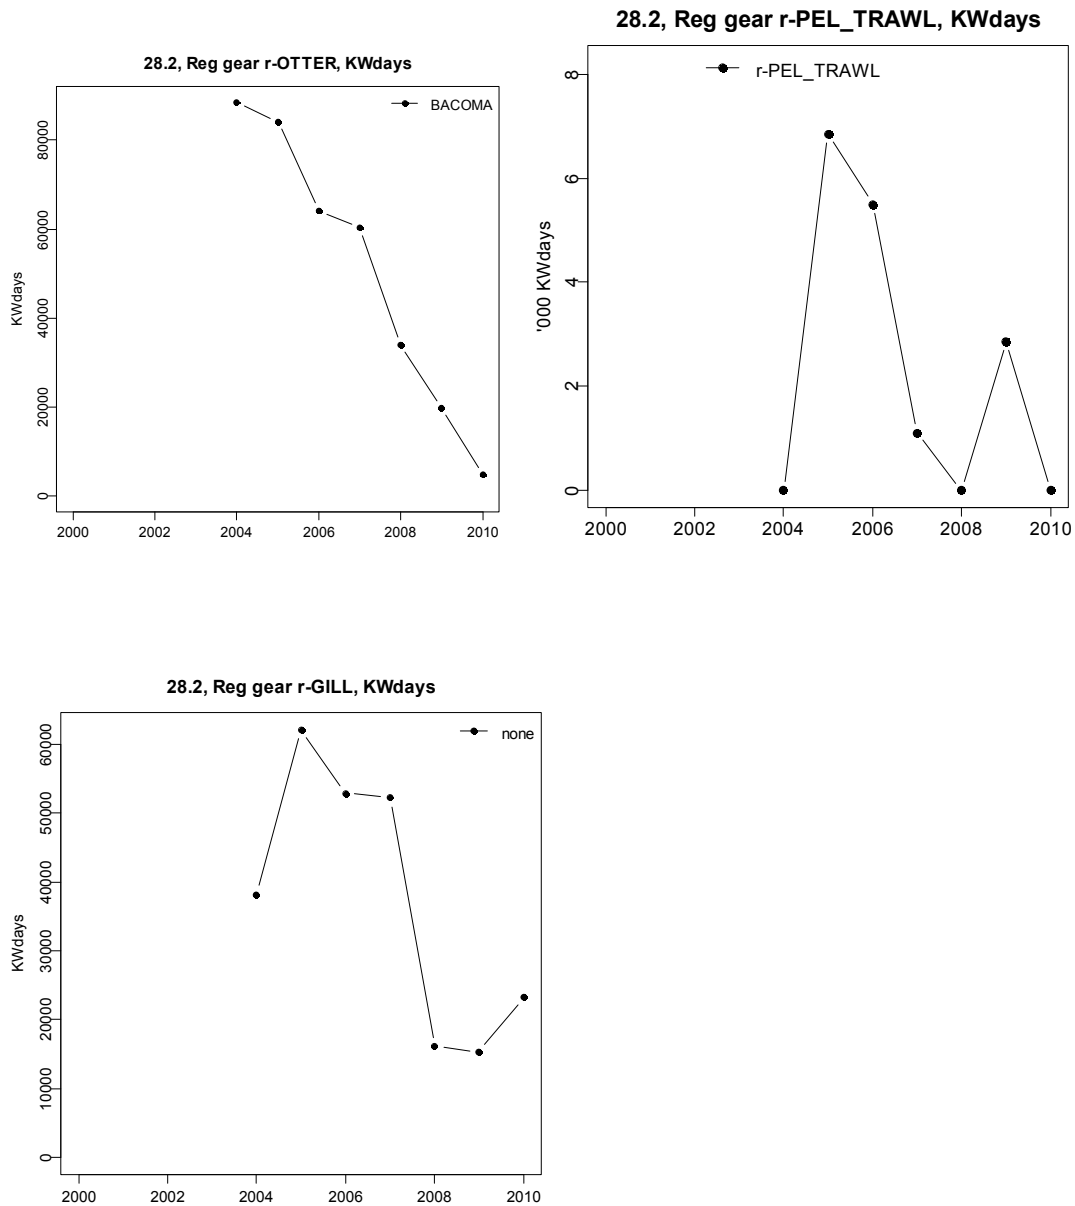 28.2, Reg gear r-OTTER, KWdays
BACOMA
KWdays
80000
60000
40000
20000
0
2000 2002 2004 2006 2008 2010
28.2, Reg gear r-PEL_TRAWL, KWdays
r-PEL_TRAWL
'000 KWdays
8
6
4
2
0
2000 2002 2004 2006 2008 2010
28.2, Reg gear r-GILL, KWdays
none
KWdays
60000
50000
40000
30000
20000
10000
0
2000 2002 2004 2006 2008 2010